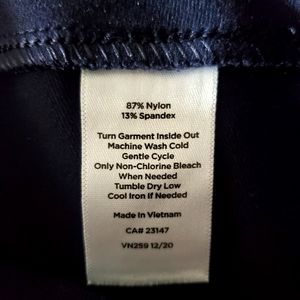 87% Nylon
13% Spandex
Turn Garment Inside Out
Machine Wash Cold
Gentle Cycle
Only Non-Chlorine Bleach
When Needed
Tumble Dry Low
Cool Iron if Needed
Made In Vietnam
CA# 23147
VN259 12/20